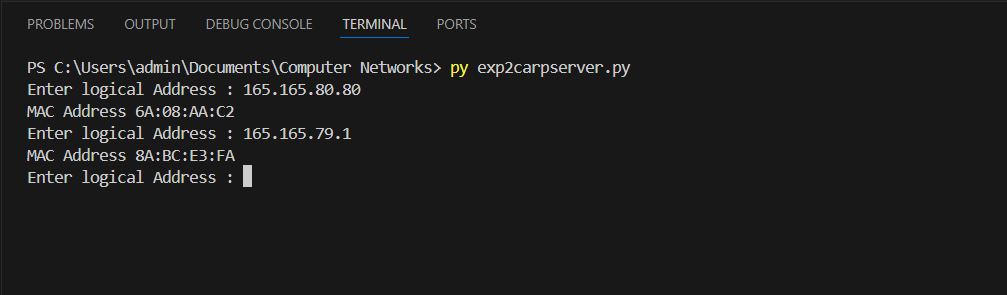 PROBLEMS OUTPUT DEBUG CONSOLE TERMINAL PORTS
PS C:\Users\admin\Documents\Computer Networks> py exp2carpserver.py
Enter logical Address : 165.165.80.80
MAC Address 6A:08:AA:C2
Enter logical Address : 165.165.79.1
MAC Address 8A:BC:E3:FA
Enter logical Address :